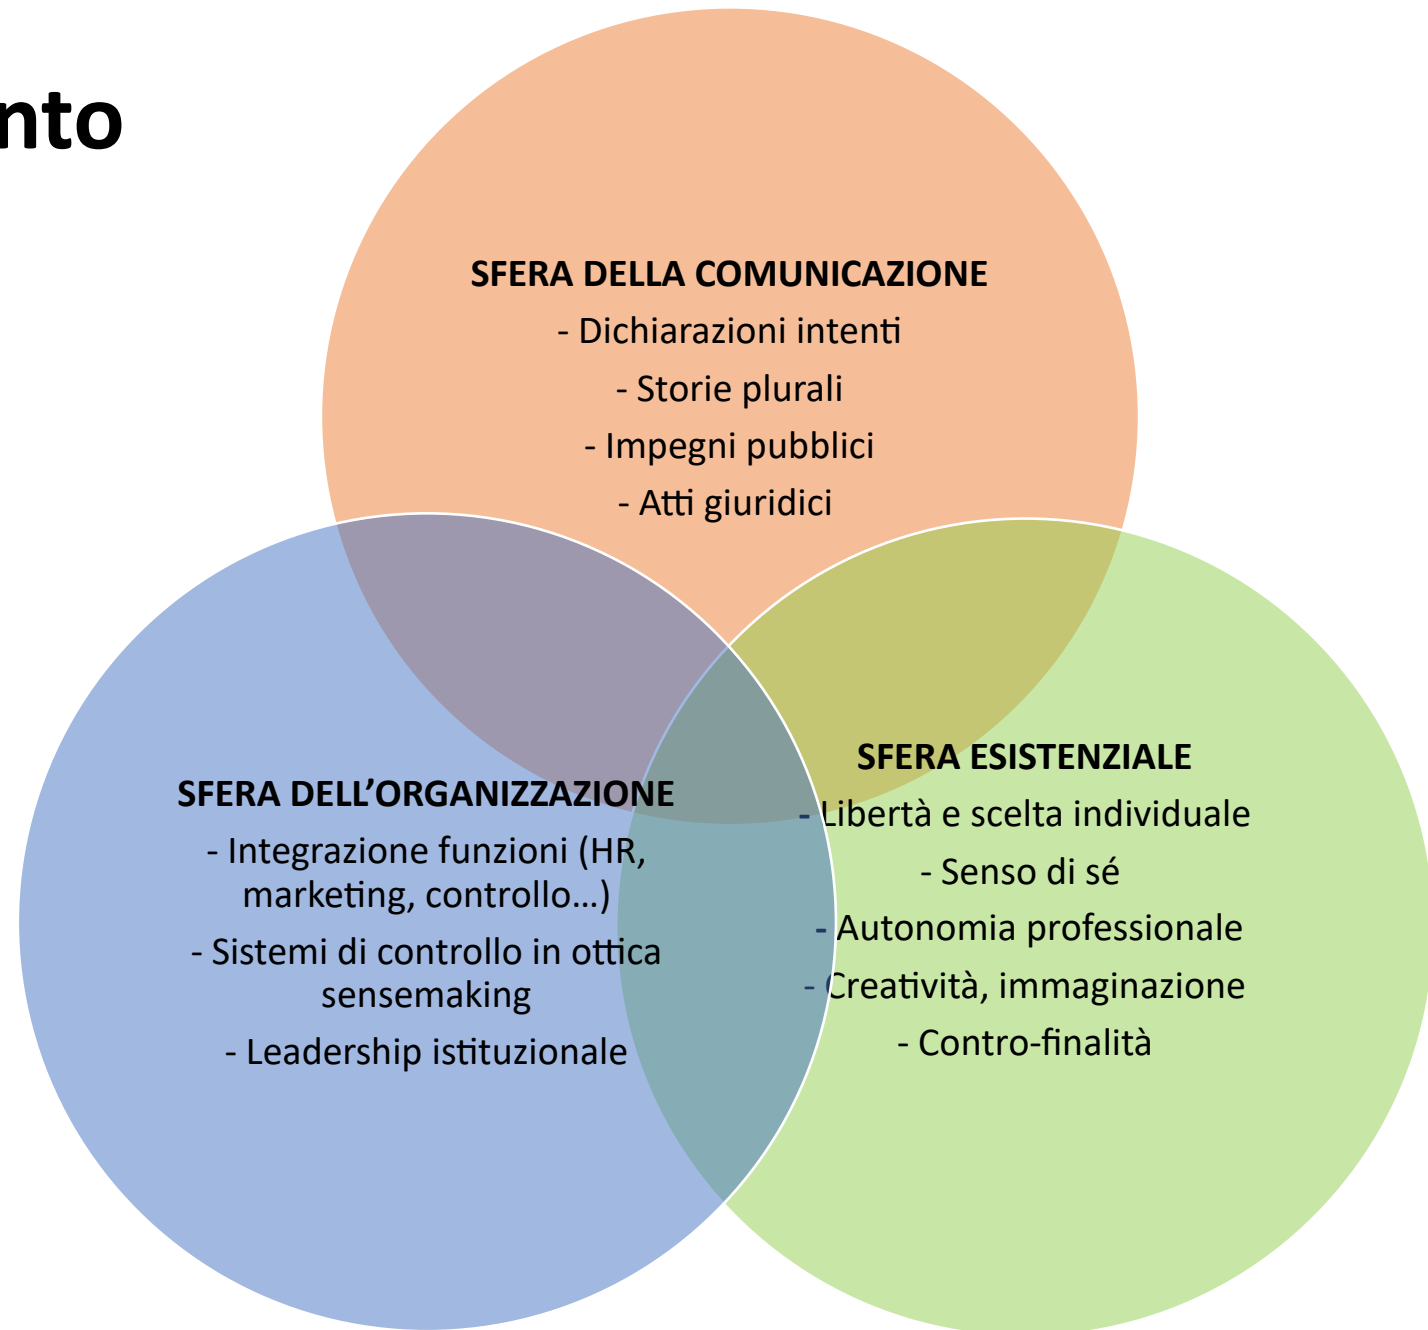 nto
SFERA DELLA COMUNICAZIONE
- Dichiarazioni intenti
- Storie plurali
- Impegni pubblici
- Atti giuridici
SFERA DELL’ORGANIZZAZIONE
- Integrazione funzioni (HR,
marketing, controllo…)
- Sistemi di controllo in ottica
sensemaking
- Leadership istituzionale
SFERA ESISTENZIALE
- Libertà e scelta individuale
- Senso di sé
- Autonomia professionale
- Creatività, immaginazione
- Contro-finalità